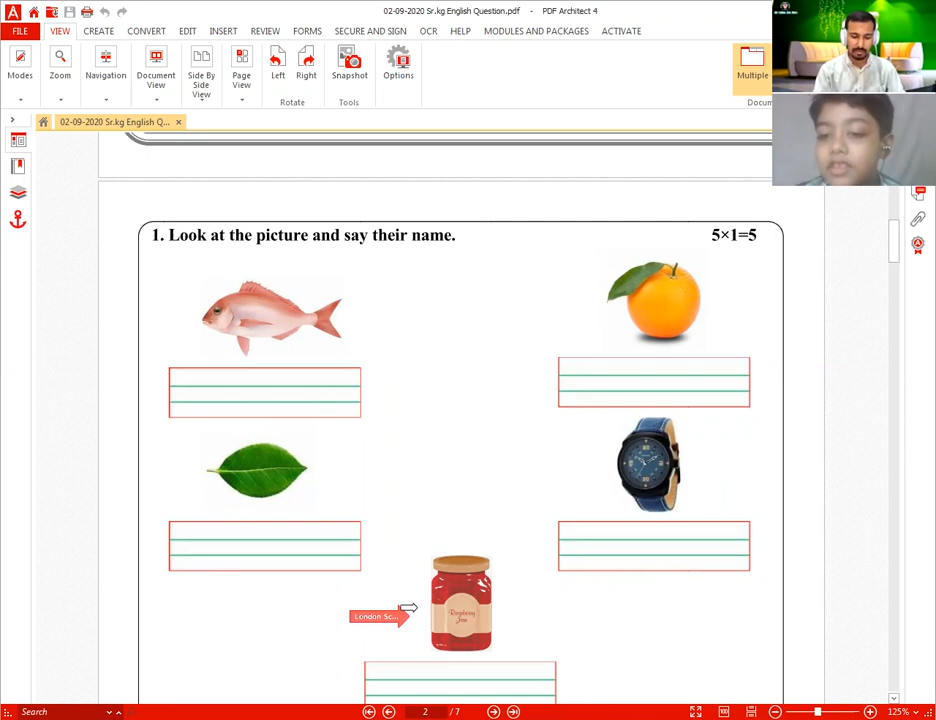 02-09-2020 Sr.kg English Question.pdf - PDF Architect 4
FILE VIEW CREATE CONVERT EDIT INSERT REVIEW FORMS SECURE AND SIGN OCR HELP MODULES AND PACKAGES ACTIVATE
Modes Zoom Navigation Document View Side By Side View Page View Left Right Snapshot Options Multiple
Rotate Tools Docum
02-09-2020 Sr.kg English Q...
1. Look at the picture and say their name. 5×1=5
Raspberry
Jam
London Sc...
Search 2 / 7 125%